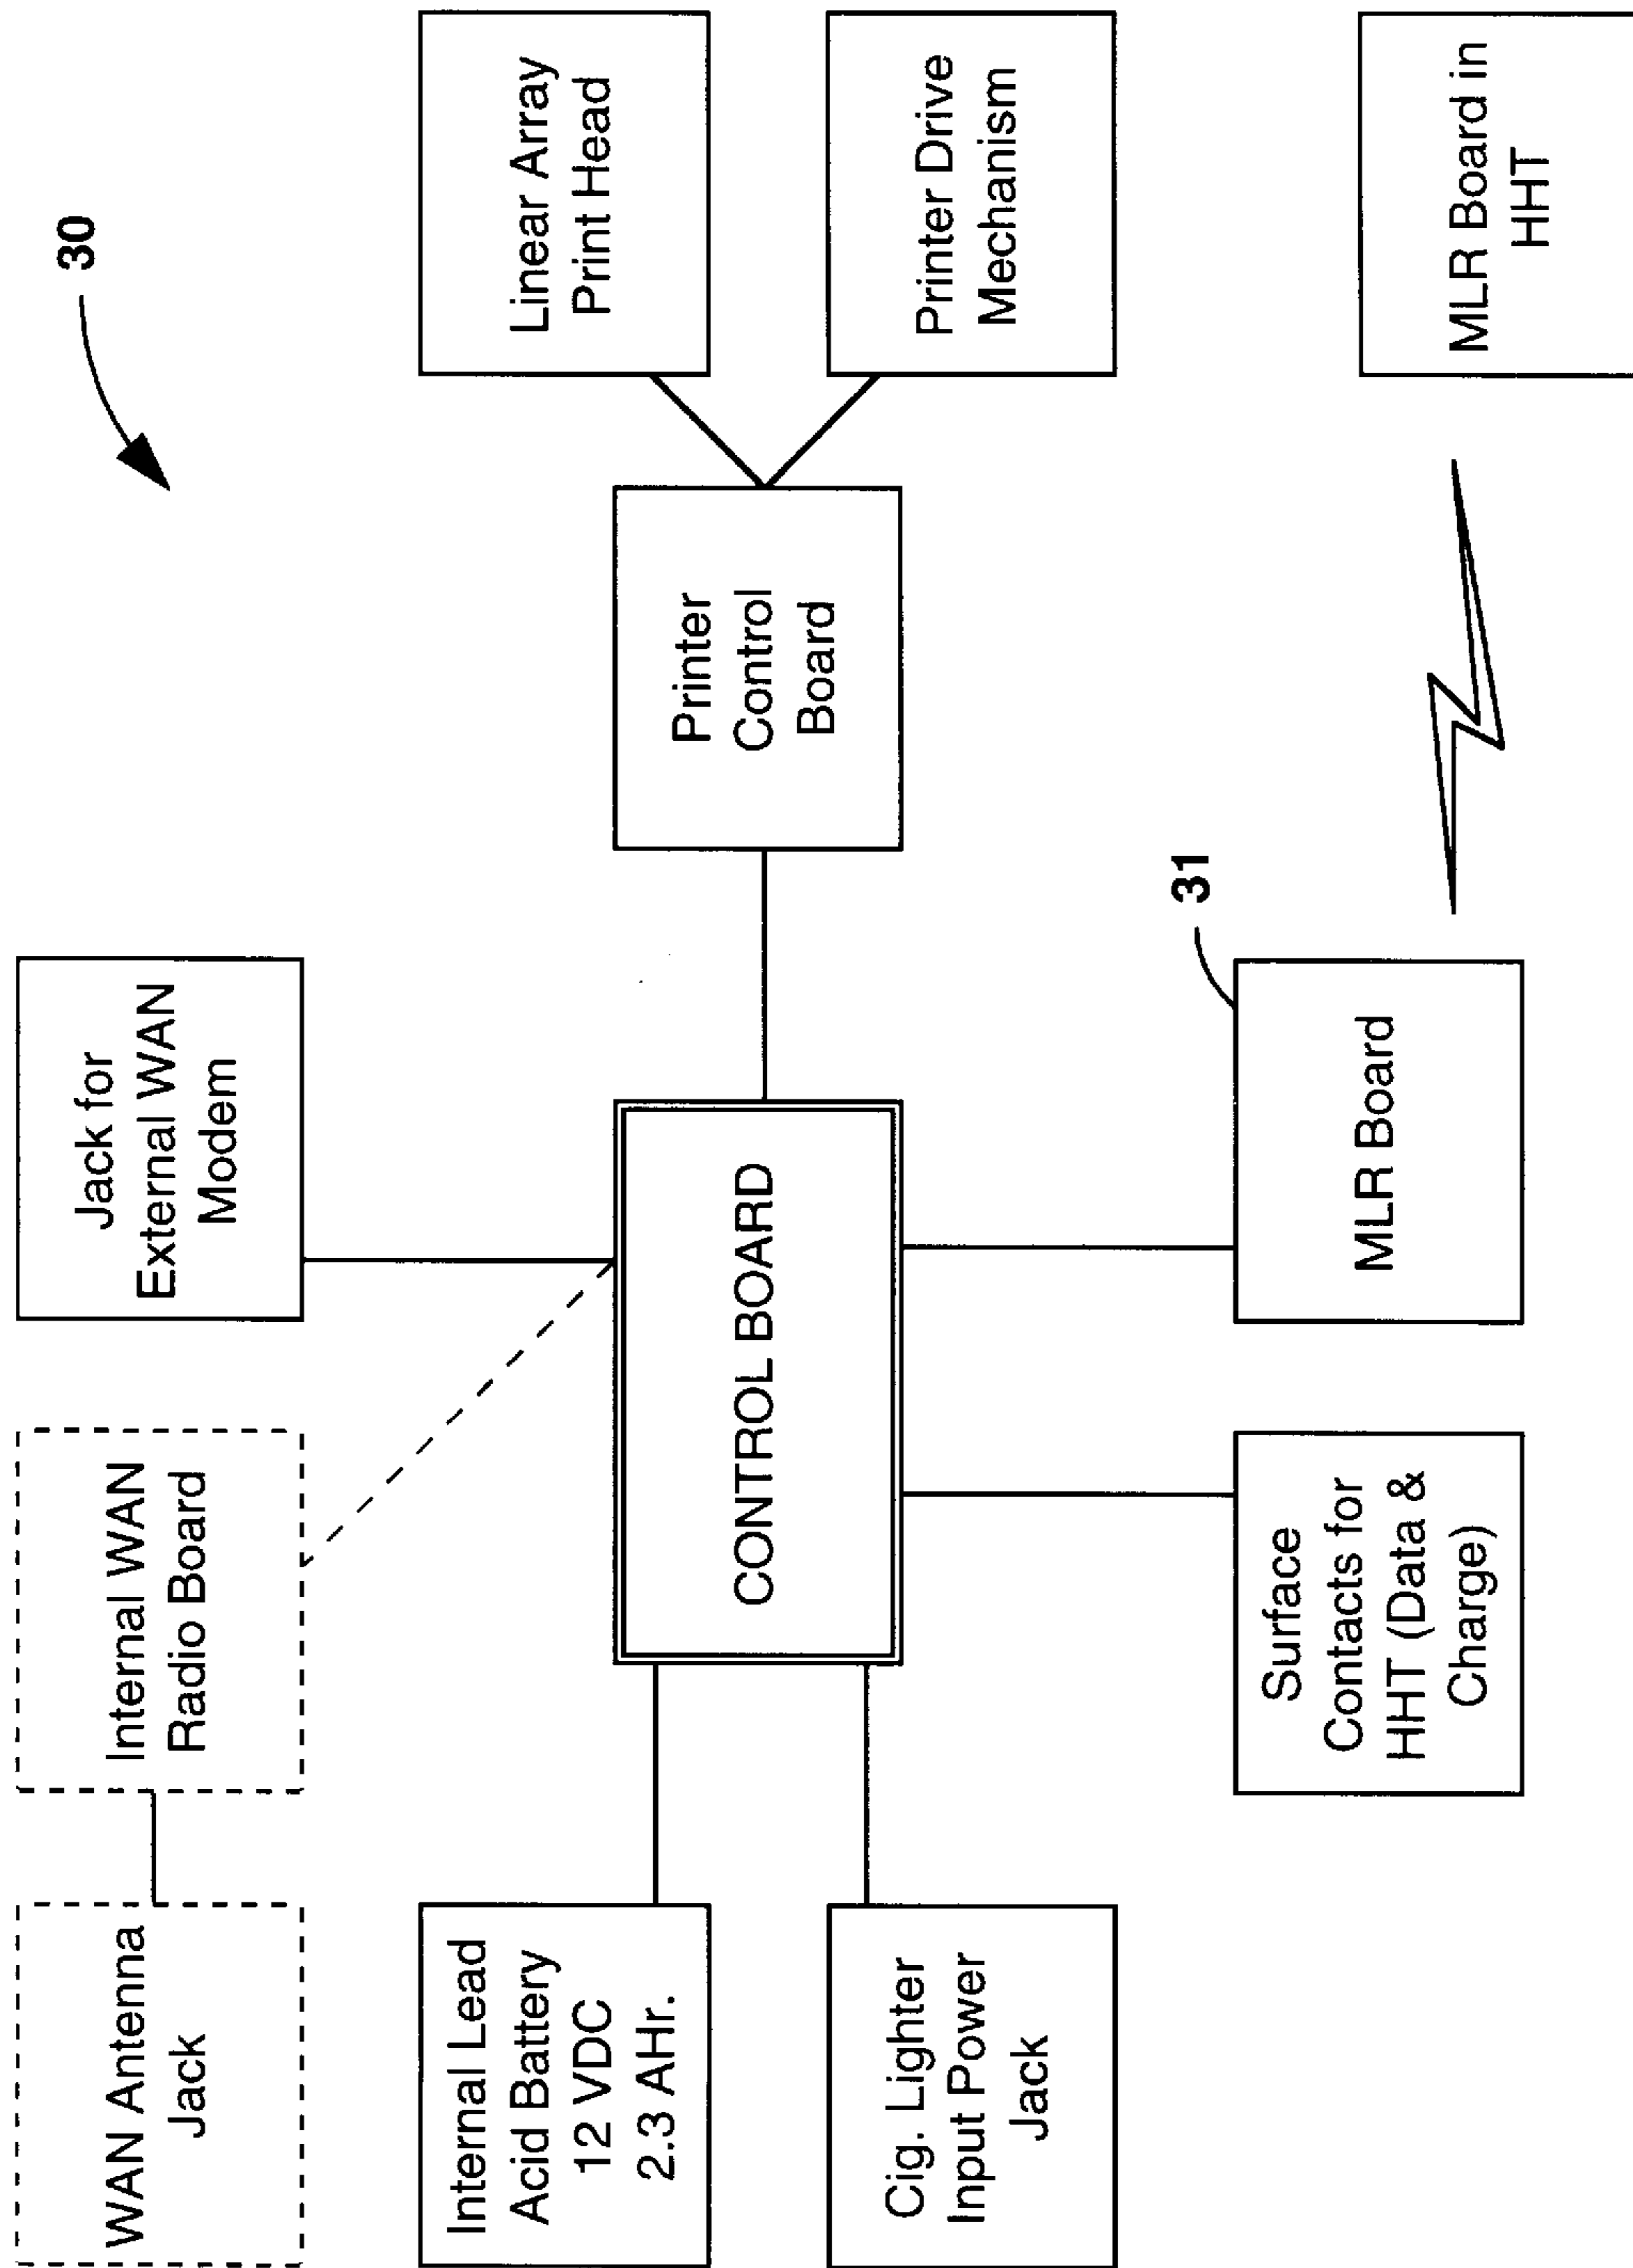 30
WAN Antenna
Jack
Internal WAN
Radio Board
Jack for
External WAN
Modem
Internal Lead
Acid Battery
12 VDC
2.3 AHr.
Cig. Lighter
Input Power
Jack
CONTROL BOARD
Printer
Control
Board
Linear Array
Print Head
Printer Drive
Mechanism
Surface
Contacts for
HHT (Data &
Charge)
31
MLR Board
MLR Board in
HHT